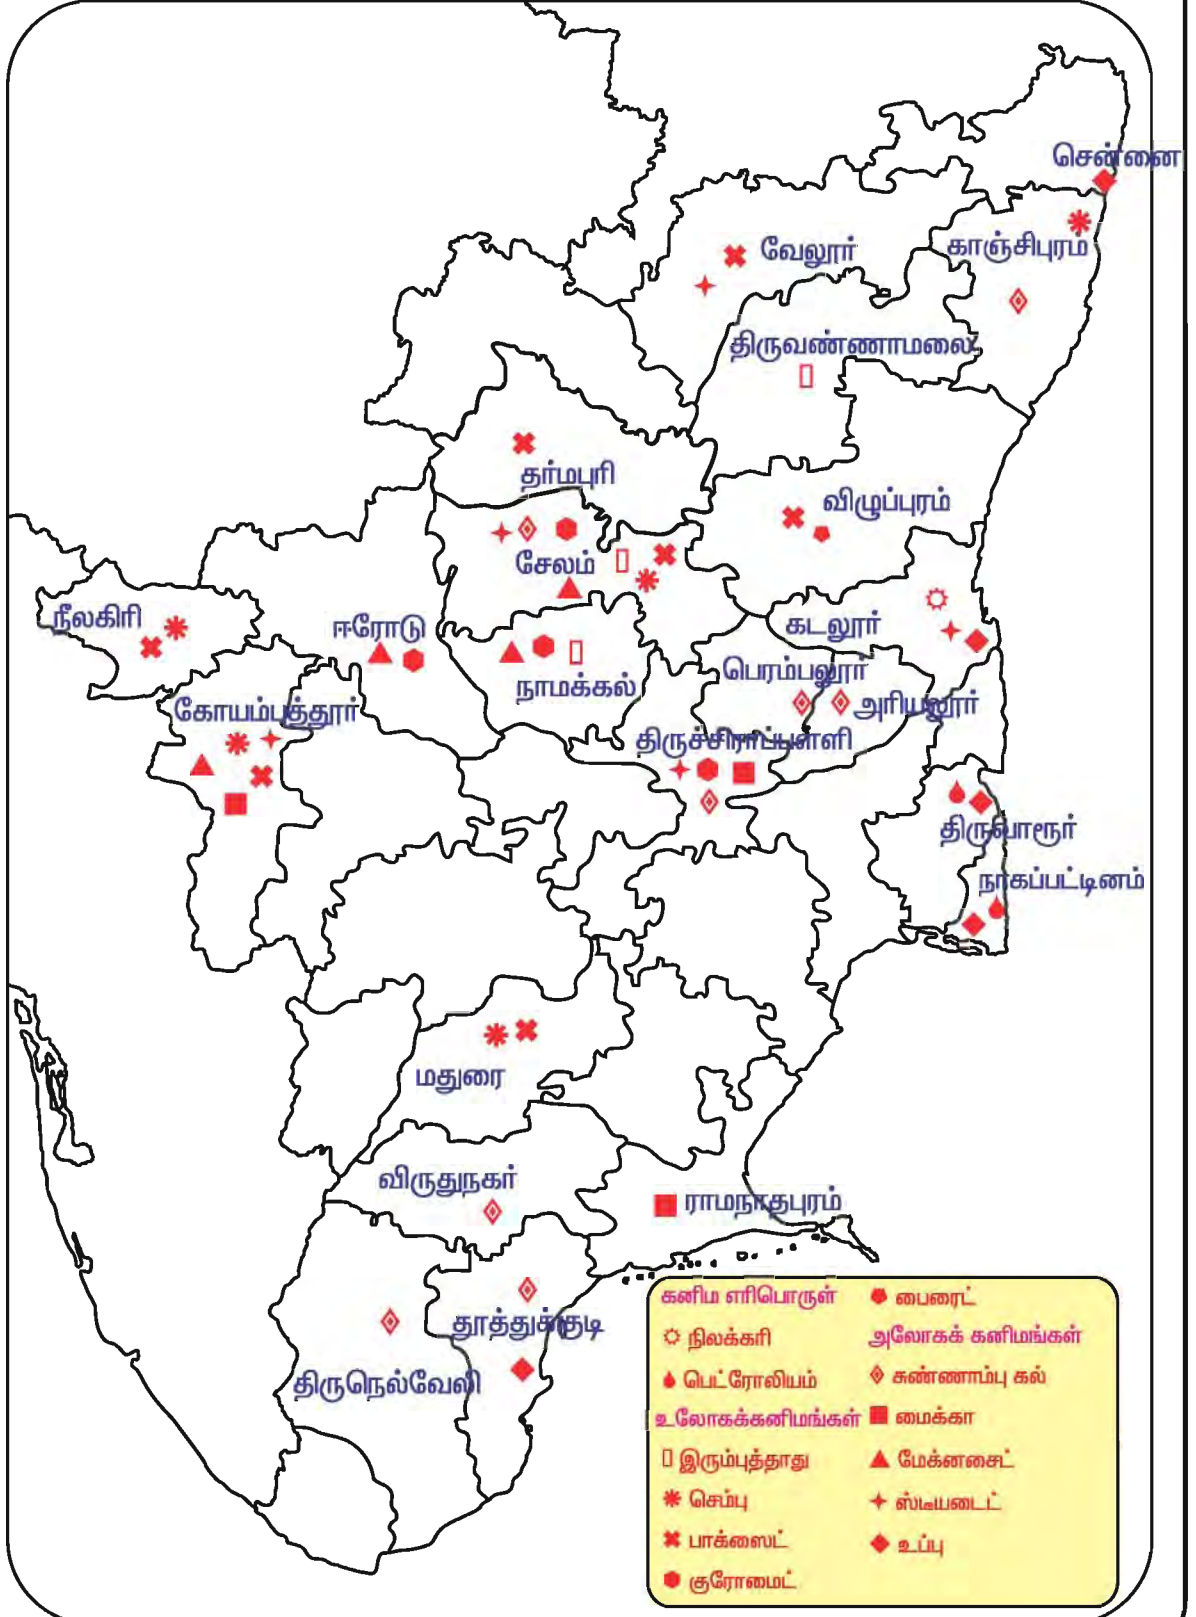 சென்னை
காஞ்சிபுரம்
வேலூர்
திருவண்ணாமலை
தர்மபுரி
விழுப்புரம்
சேலம்
நீலகிரி
ஈரோடு
கடலூர்
நாமக்கல்
பெரம்பலூர்
அரியலூர்
கோயம்பத்தூர்
திருச்சிராப்பள்ளி
திருவாரூர்
நாகப்பட்டினம்
மதுரை
விருதுநகர்
ராமநாதபுரம்
தூத்துக்குடி
திருநெல்வேலி
கனிம எரிபொருள்
நிலக்கரி
பெட்ரோலியம்
உலோகக்கனிமங்கள்
இரும்புத்தாது
செம்பு
பாக்ஸைட்
குரோமைட்
பைரைட்
அலோகக் கனிமங்கள்
சுண்ணாம்பு கல்
மைக்கா
மேக்னசைட்
ஸ்டீயடைட்
உப்பு